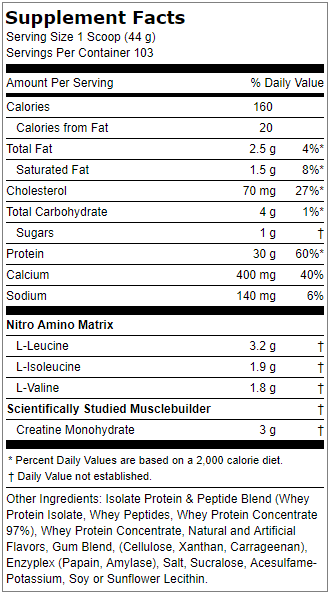 Supplement Facts
Serving Size 1 Scoop (44 g)
Servings Per Container 103
Amount Per Serving % Daily Value
Calories 160
Calories from Fat 20
Total Fat 2.5 g 4%*
Saturated Fat 1.5 g 8%*
Cholesterol 70 mg 27%*
Total Carbohydrate 4 g 1%*
Sugars 1 g †
Protein 30 g 60%*
Calcium 400 mg 40%
Sodium 140 mg 6%
Nitro Amino Matrix
L-Leucine 3.2 g †
L-Isoleucine 1.9 g †
L-Valine 1.8 g †
Scientifically Studied Musclebuilder †
Creatine Monohydrate 3 g †
* Percent Daily Values are based on a 2,000 calorie diet.
† Daily Value not established.
Other Ingredients: Isolate Protein & Peptide Blend (Whey
Protein Isolate, Whey Peptides, Whey Protein Concentrate
97%), Whey Protein Concentrate, Natural and Artificial
Flavors, Gum Blend, (Cellulose, Xanthan, Carrageenan),
Enzyplex (Papain, Amylase), Salt, Sucralose, Acesulfame-
Potassium, Soy or Sunflower Lecithin.